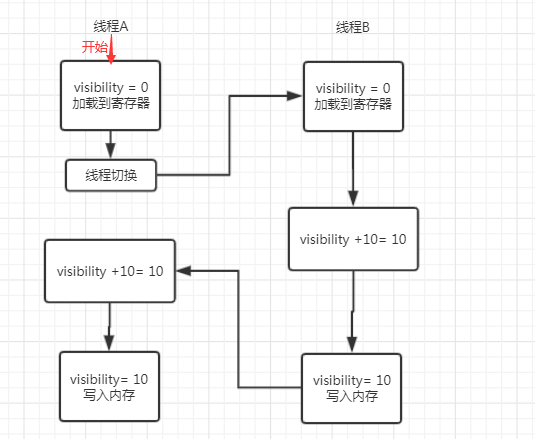 线程A
开始
visibility = 0
加载到寄存器
线程切换
线程B
visibility = 0
加载到寄存器
visibility +10= 10
visibility= 10
写入内存
visibility +10= 10
visibility= 10
写入内存